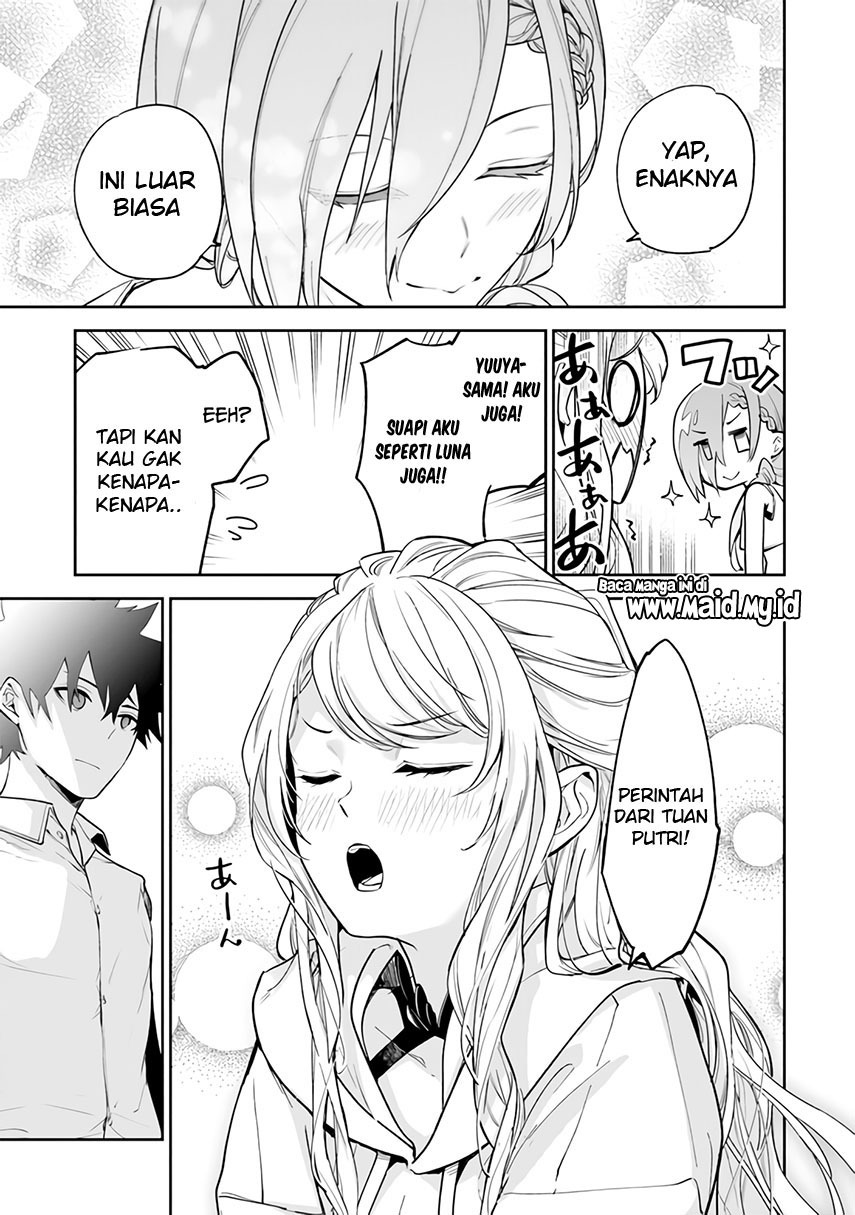 YAP,
ENAKNYA
INI LUAR
BIASA
フッ
あぁあぁあ
YUUYA-
SAMA! AKU
JUGA!
SUAPI AKU
SEPERTI LUNA
JUGA!!
EEH?
TAPI KAN
KAU GAK
KENAPA-
KENAPA..
Baca Manga ini di
www.Maid.My.id
PERINTAH
DARI TUAN
PUTRI!
あーん